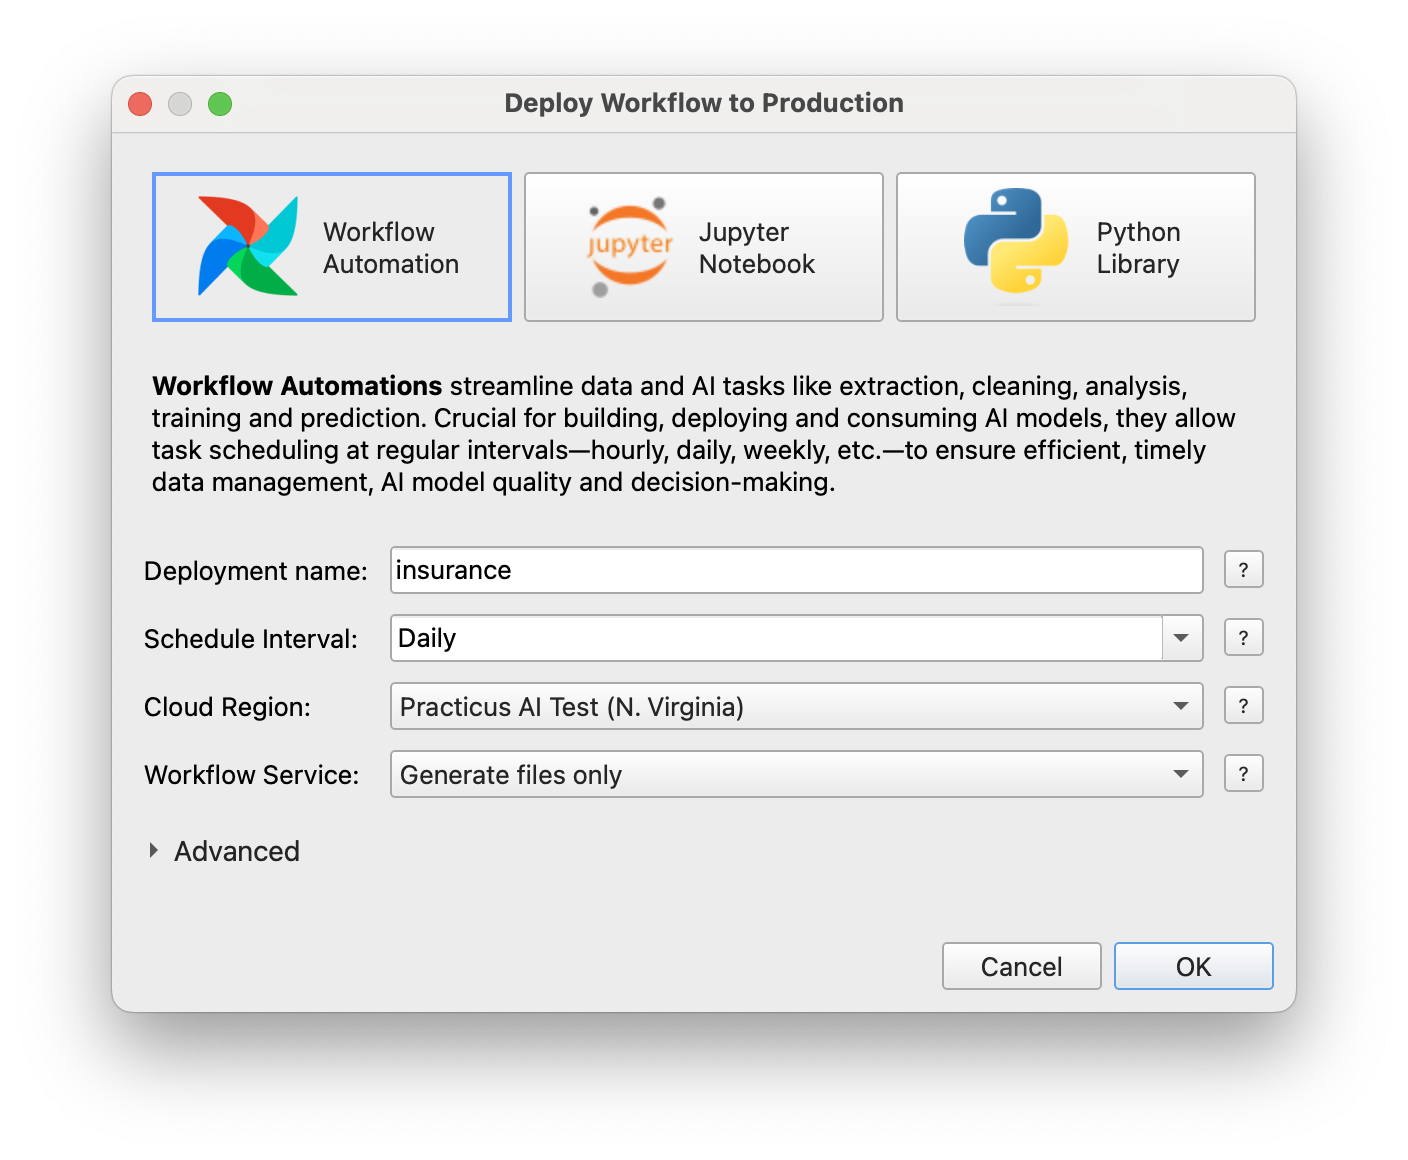 Deploy Workflow to Production
Workflow
Automation
jupyter
Jupyter
Notebook
Python
Library
Workflow Automations streamline data and AI tasks like extraction, cleaning, analysis,
training and prediction. Crucial for building, deploying and consuming AI models, they allow
task scheduling at regular intervals—hourly, daily, weekly, etc.—to ensure efficient, timely
data management, AI model quality and decision-making.
Deployment name: insurance ?
Schedule Interval: Daily ?
Cloud Region: Practicus AI Test (N. Virginia) ?
Workflow Service: Generate files only ?
Advanced
Cancel OK